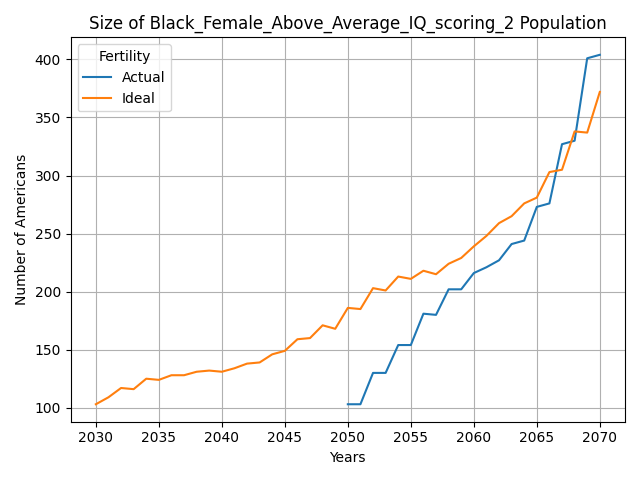 Size of Black_Female_Above_Average_IQ_scoring_2 Population
Number of Americans
400
350
300
250
200
150
100
Fertility
Actual
Ideal
2030 2035 2040 2045 2050 2055 2060 2065 2070
Years